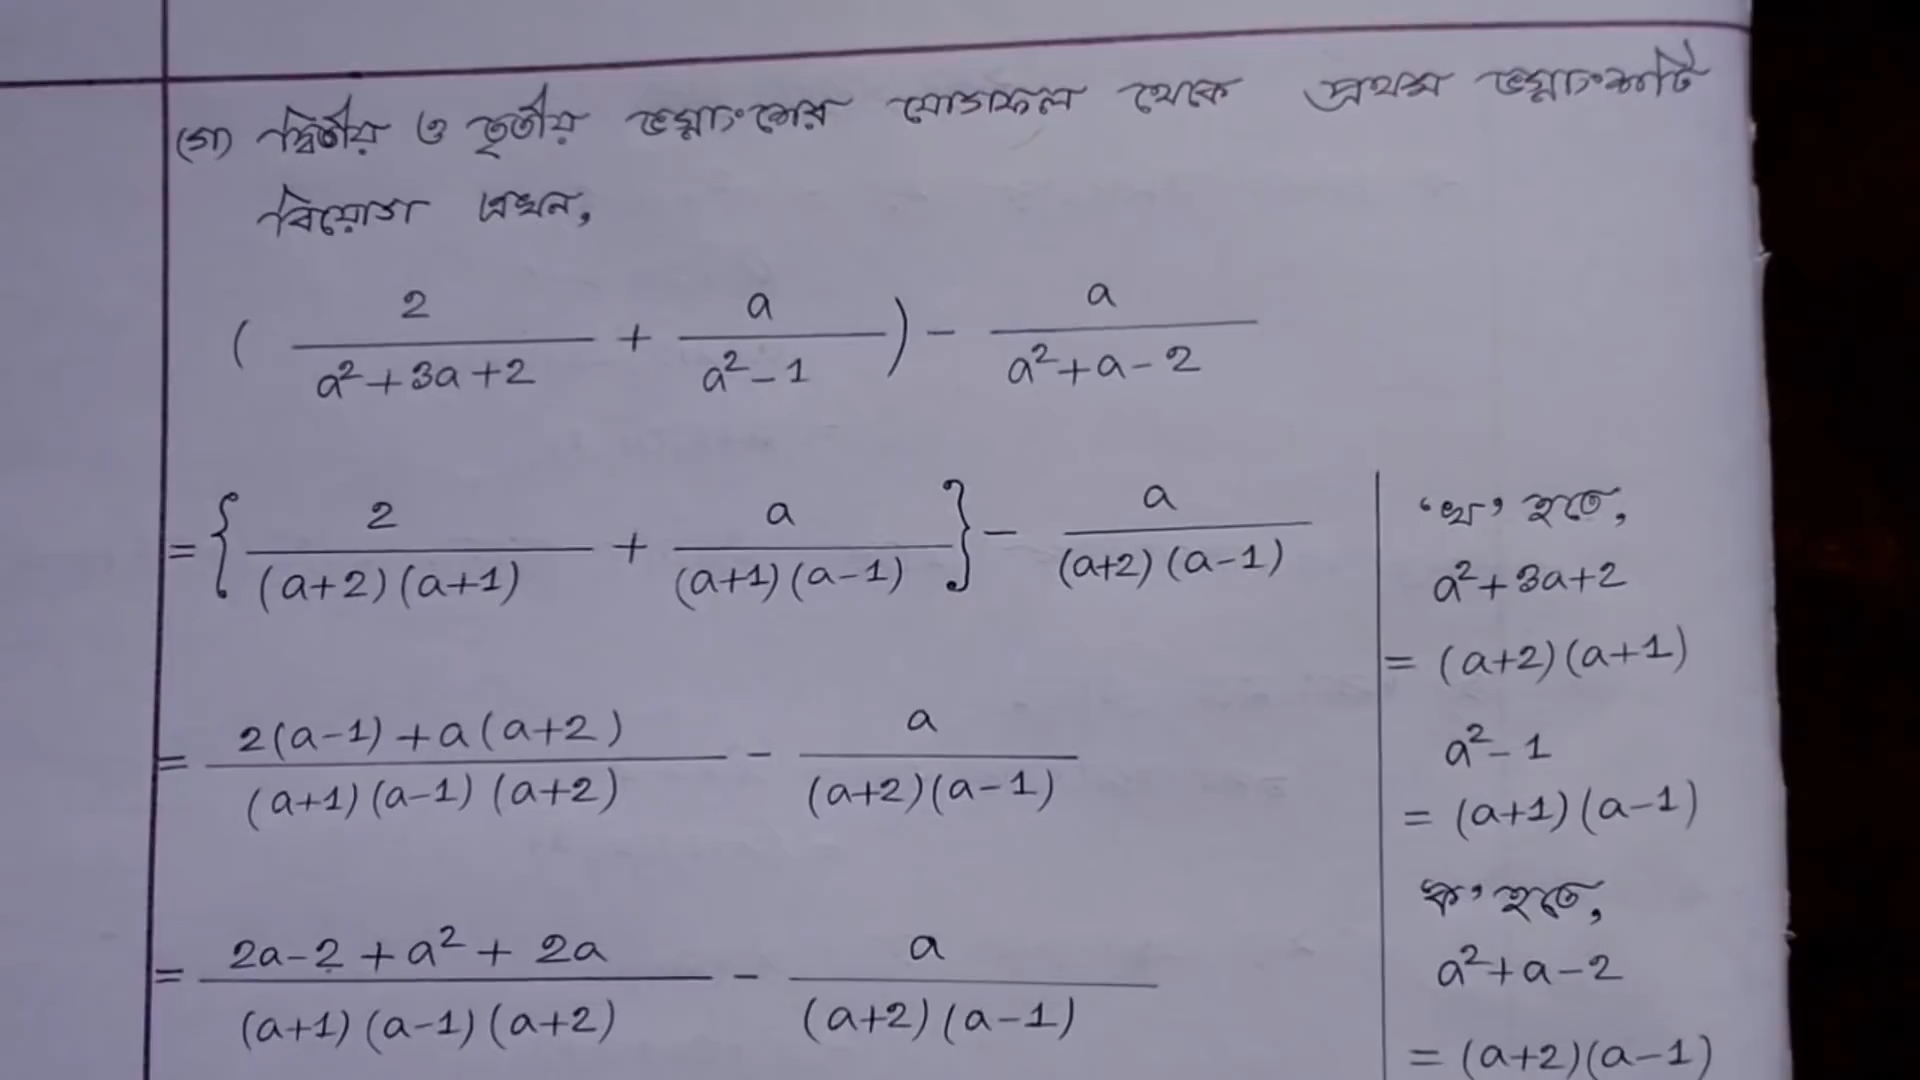 (গ) দ্বিতীয় ও তৃতীয় ভগ্নাংশের যোগফল থেকে প্রথম ভগ্নাংশটি
বিয়োগ এখন,
( 2/(a²+3a+2) + a/(a²-1) ) - a/(a²+a-2)
= { 2/((a+2)(a+1)) + a/((a+1)(a-1)) } - a/((a+2)(a-1))
= (2(a-1)+a(a+2))/((a+1)(a-1)(a+2)) - a/((a+2)(a-1))
= (2a-2+a²+2a)/((a+1)(a-1)(a+2)) - a/((a+2)(a-1))
'খ' হতে,
a²+3a+2
= (a+2)(a+1)
a²-1
= (a+1)(a-1)
ক' হতে,
a²+a-2
= (a+2)(a-1)